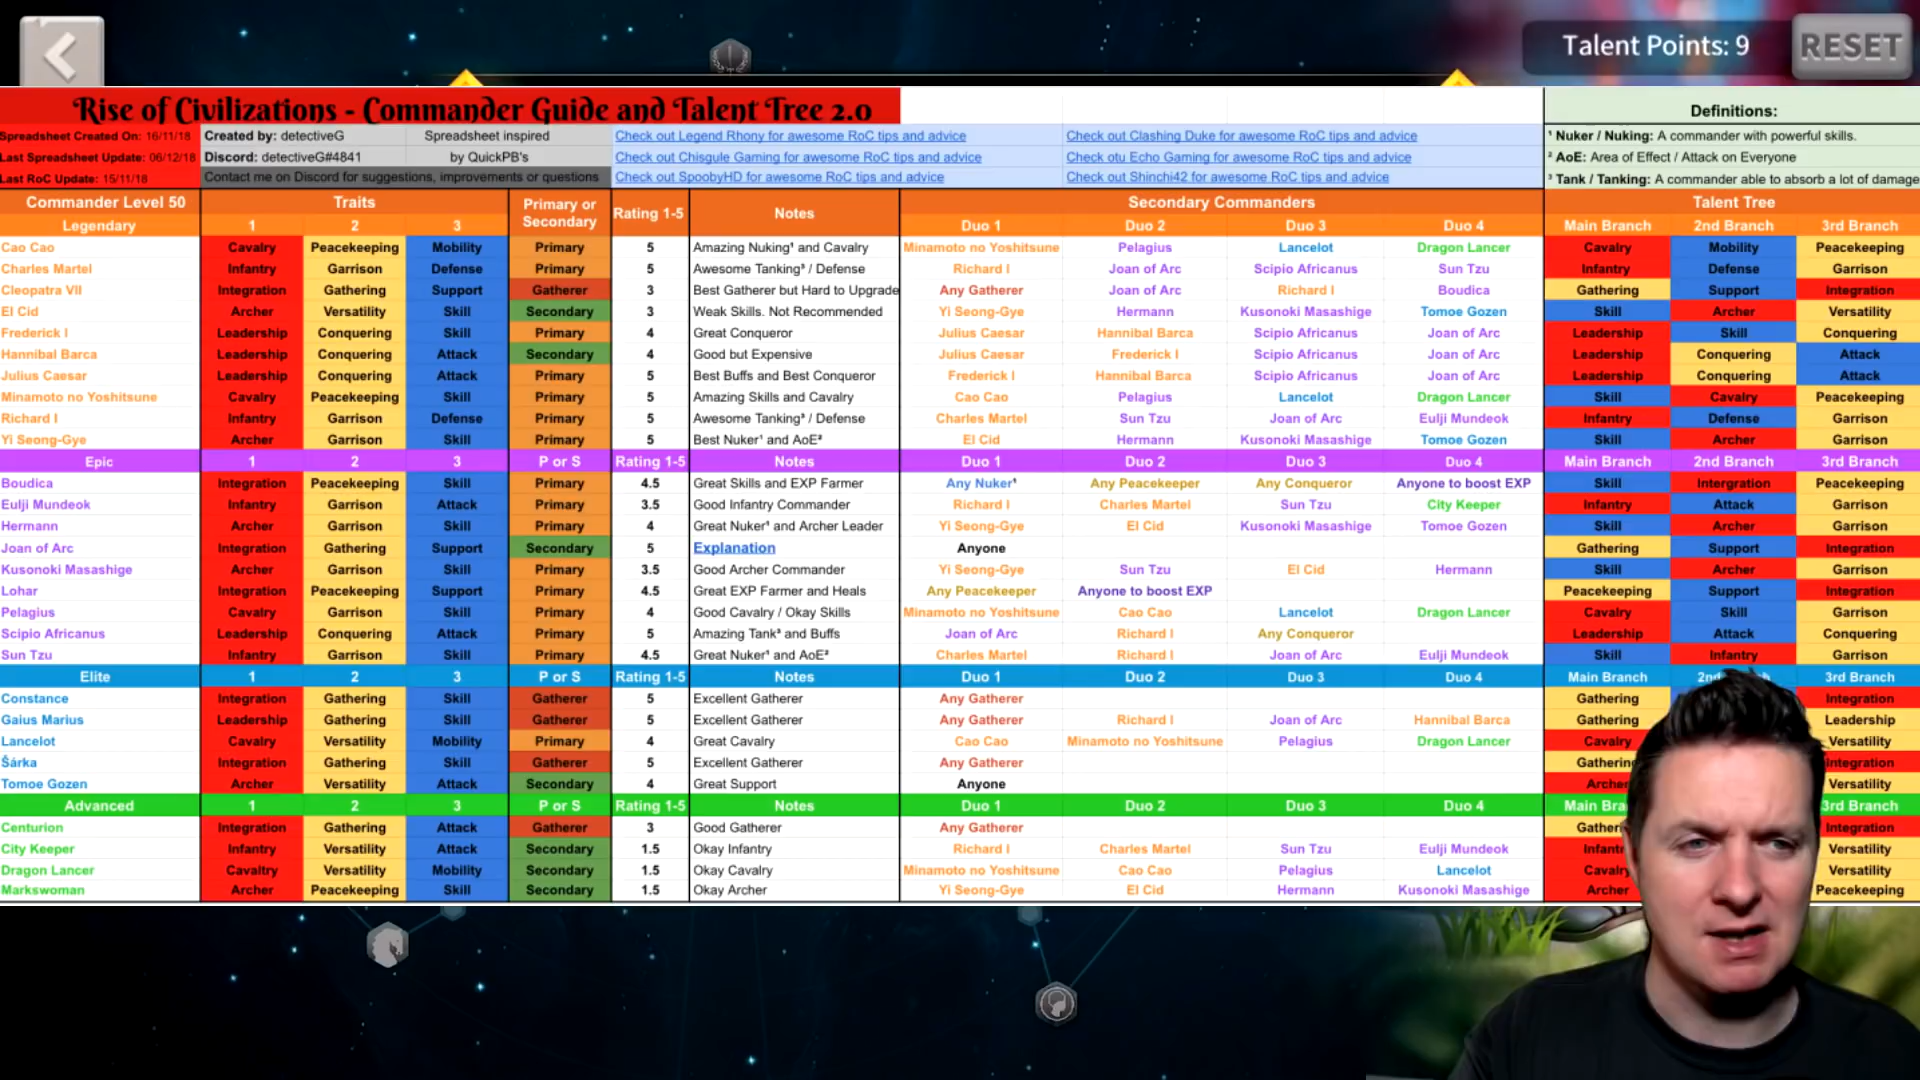 Talent Points: 9
RESET
Rise of Civilizations - Commander Guide and Talent Tree 2.0
Definitions:
Spreadsheet Created On: 16/11/18 Created by: detectiveG Spreadsheet inspired Check out Legend Rhony for awesome RoC tips and advice Check out Clashing Duke for awesome RoC tips and advice ¹ Nuker / Nuking: A commander with powerful skills.
Last Spreadsheet Update: 06/12/18 Discord: detectiveG#4841 by QuickPB's Check out Chisgule Gaming for awesome RoC tips and advice Check otu Echo Gaming for awesome RoC tips and advice ² AoE: Area of Effect / Attack on Everyone
Last RoC Update: 15/11/18 Contact me on Discord for suggestions, improvements or questions Check out SpoobyHD for awesome RoC tips and advice Check out Shinchi42 for awesome RoC tips and advice ³ Tank / Tanking: A commander able to absorb a lot of damage
Commander Level 50 Traits Primary or Secondary Rating 1-5 Notes Secondary Commanders Talent Tree
Legendary 1 2 3 Duo 1 Duo 2 Duo 3 Duo 4 Main Branch 2nd Branch 3rd Branch
Cao Cao Cavalry Peacekeeping Mobility Primary 5 Amazing Nuking¹ and Cavalry Minamoto no Yoshitsune Pelagius Lancelot Dragon Lancer Cavalry Mobility Peacekeeping
Charles Martel Infantry Garrison Defense Primary 5 Awesome Tanking³ / Defense Richard I Joan of Arc Scipio Africanus Sun Tzu Infantry Defense Garrison
Cleopatra VII Integration Gathering Support Gatherer 3 Best Gatherer but Hard to Upgrade Any Gatherer Joan of Arc Richard I Boudica Gathering Support Integration
El Cid Archer Versatility Skill Secondary 3 Weak Skills. Not Recommended Yi Seong-Gye Hermann Kusonoki Masashige Tomoe Gozen Skill Archer Versatility
Frederick I Leadership Conquering Skill Primary 4 Great Conqueror Julius Caesar Hannibal Barca Scipio Africanus Joan of Arc Leadership Skill Conquering
Hannibal Barca Leadership Conquering Attack Secondary 4 Good but Expensive Julius Caesar Frederick I Scipio Africanus Joan of Arc Leadership Conquering Attack
Julius Caesar Leadership Conquering Attack Primary 5 Best Buffs and Best Conqueror Frederick I Hannibal Barca Scipio Africanus Joan of Arc Leadership Conquering Attack
Minamoto no Yoshitsune Cavalry Peacekeeping Skill Primary 5 Amazing Skills and Cavalry Cao Cao Pelagius Lancelot Dragon Lancer Skill Cavalry Peacekeeping
Richard I Infantry Garrison Defense Primary 5 Awesome Tanking³ / Defense Charles Martel Sun Tzu Joan of Arc Eulji Mundeok Infantry Defense Garrison
Yi Seong-Gye Archer Garrison Skill Primary 5 Best Nuker¹ and AoE² El Cid Hermann Kusonoki Masashige Tomoe Gozen Skill Archer Garrison
Epic 1 2 3 P or S Rating 1-5 Notes Duo 1 Duo 2 Duo 3 Duo 4 Main Branch 2nd Branch 3rd Branch
Boudica Integration Peacekeeping Skill Primary 4.5 Great Skills and EXP Farmer Any Nuker¹ Any Peacekeeper Any Conqueror Anyone to boost EXP Skill Intergration Peacekeeping
Eulji Mundeok Infantry Garrison Attack Primary 3.5 Good Infantry Commander Richard I Charles Martel Sun Tzu City Keeper Infantry Attack Garrison
Hermann Archer Garrison Skill Primary 4 Great Nuker¹ and Archer Leader Yi Seong-Gye El Cid Kusonoki Masashige Tomoe Gozen Skill Archer Garrison
Joan of Arc Integration Gathering Support Secondary 5 Explanation Anyone Gathering Support Integration
Kusonoki Masashige Archer Garrison Skill Primary 3.5 Good Archer Commander Yi Seong-Gye Sun Tzu El Cid Hermann Skill Archer Garrison
Lohar Integration Peacekeeping Support Primary 4.5 Great EXP Farmer and Heals Any Peacekeeper Anyone to boost EXP Peacekeeping Support Integration
Pelagius Cavalry Garrison Skill Primary 4 Good Cavalry / Okay Skills Minamoto no Yoshitsune Cao Cao Lancelot Dragon Lancer Cavalry Skill Garrison
Scipio Africanus Leadership Conquering Attack Primary 5 Amazing Tank³ and Buffs Joan of Arc Richard I Any Conqueror Leadership Attack Conquering
Sun Tzu Infantry Garrison Skill Primary 4.5 Great Nuker¹ and AoE² Charles Martel Richard I Joan of Arc Eulji Mundeok Skill Infantry Garrison
Elite 1 2 3 P or S Rating 1-5 Notes Duo 1 Duo 2 Duo 3 Duo 4 Main Branch 3rd Branch
Constance Integration Gathering Skill Gatherer 5 Excellent Gatherer Any Gatherer Gathering Integration
Gaius Marius Leadership Gathering Skill Gatherer 5 Excellent Gatherer Any Gatherer Richard I Joan of Arc Hannibal Barca Gathering Leadership
Lancelot Cavalry Versatility Mobility Primary 4 Great Cavalry Cao Cao Minamoto no Yoshitsune Pelagius Dragon Lancer Cavalry Versatility
Šárka Integration Gathering Skill Gatherer 5 Excellent Gatherer Any Gatherer Gathering Integration
Tomoe Gozen Archer Versatility Attack Secondary 4 Great Support Anyone Archer Versatility
Advanced 1 2 3 P or S Rating 1-5 Notes Duo 1 Duo 2 Duo 3 Duo 4 Main Bra 3rd Branch
Centurion Integration Gathering Attack Gatherer 3 Good Gatherer Any Gatherer Gather Integration
City Keeper Infantry Versatility Attack Secondary 1.5 Okay Infantry Richard I Charles Martel Sun Tzu Eulji Mundeok Infantr Versatility
Dragon Lancer Cavaltry Versatility Mobility Secondary 1.5 Okay Cavalry Minamoto no Yoshitsune Cao Cao Pelagius Lancelot Cavalry Versatility
Markswoman Archer Peacekeeping Skill Secondary 1.5 Okay Archer Yi Seong-Gye El Cid Hermann Kusonoki Masashige Archer Peacekeeping